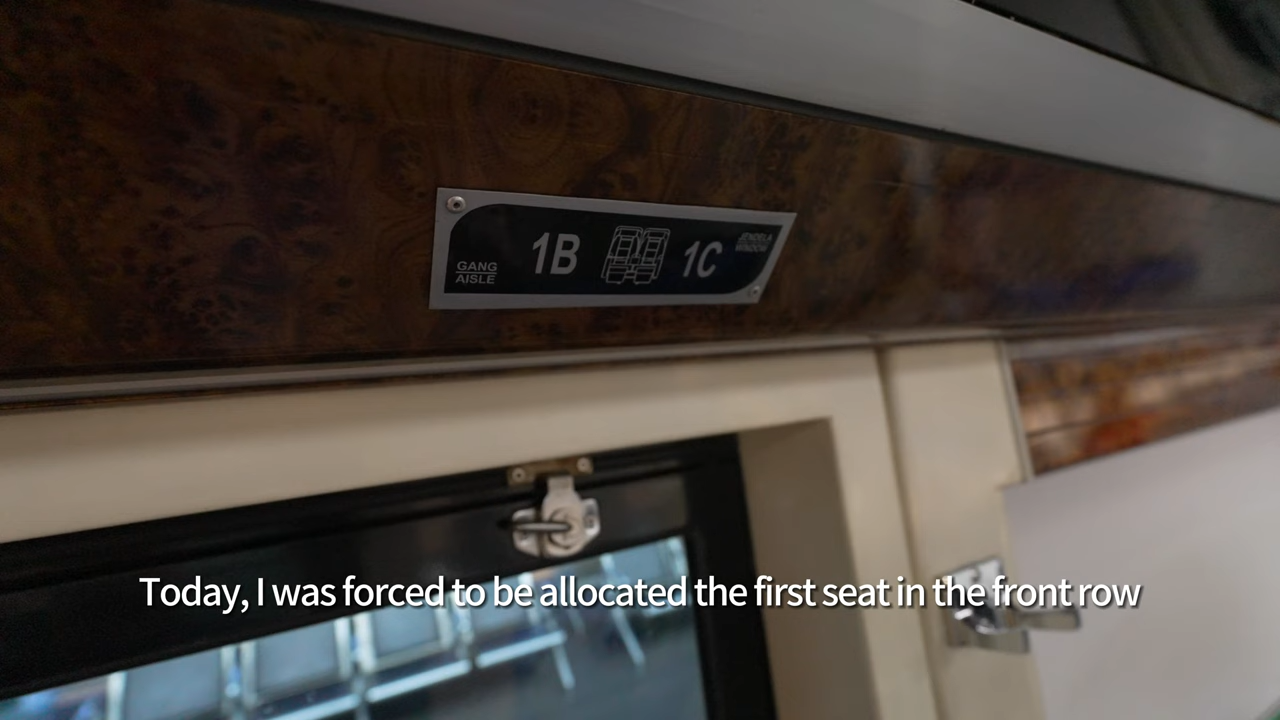 1B
1C
JENDELA
WINDOW
GANG
AISLE
Today, I was forced to be allocated the first seat in the front row